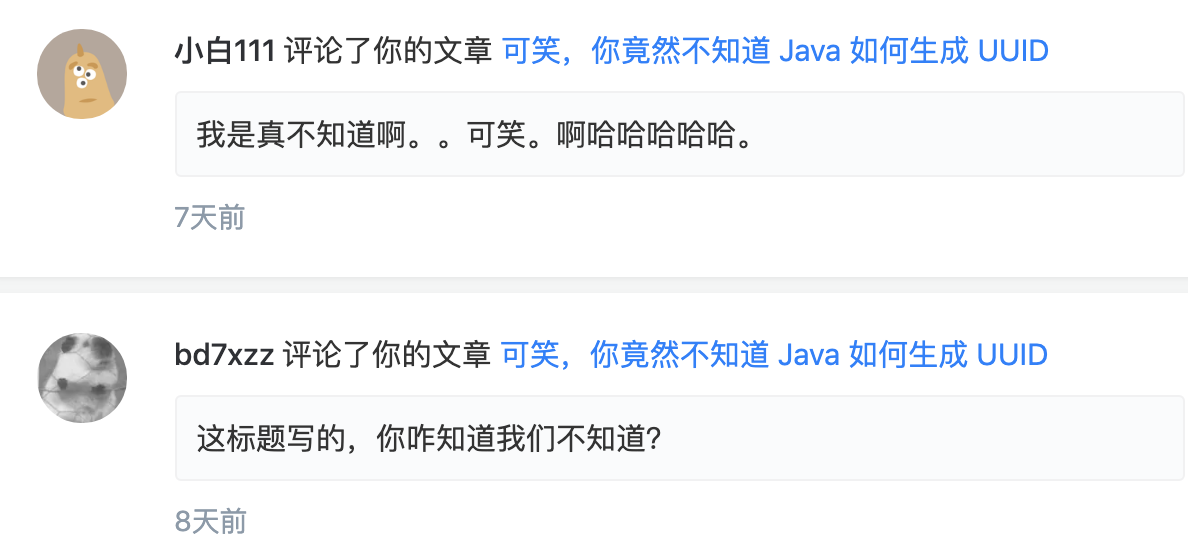 小白111 评论了你的文章 可笑，你竟然不知道 Java 如何生成 UUID
我是真不知道啊。。可笑。啊哈哈哈哈哈。
7天前
bd7xzz 评论了你的文章 可笑，你竟然不知道 Java 如何生成 UUID
这标题写的，你咋知道我们不知道?
8天前